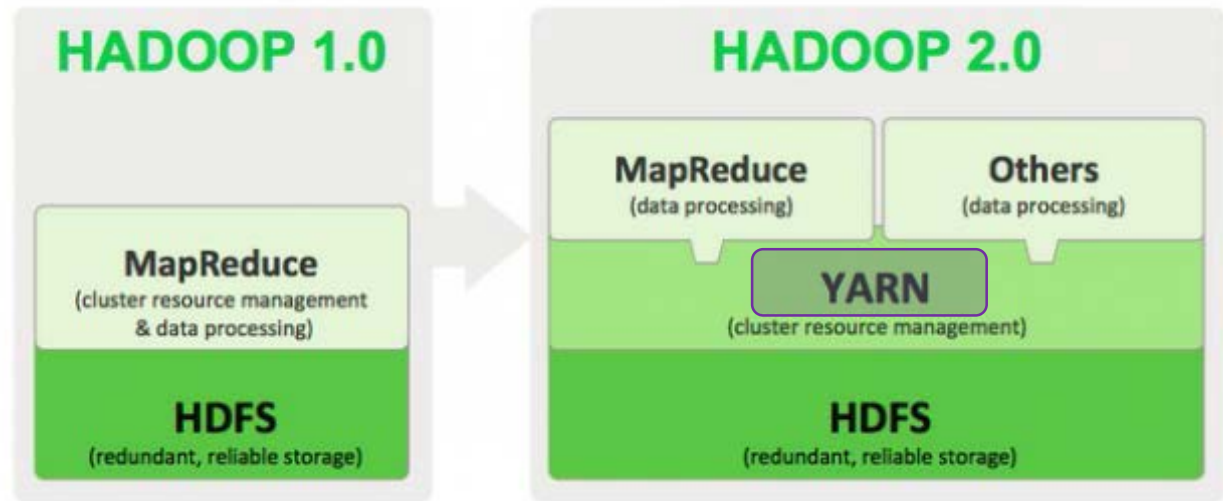 HADOOP 1.0
MapReduce
(cluster resource management
& data processing)
HDFS
(redundant, reliable storage)
HADOOP 2.0
MapReduce
(data processing)
Others
(data processing)
YARN
(cluster resource management)
HDFS
(redundant, reliable storage)